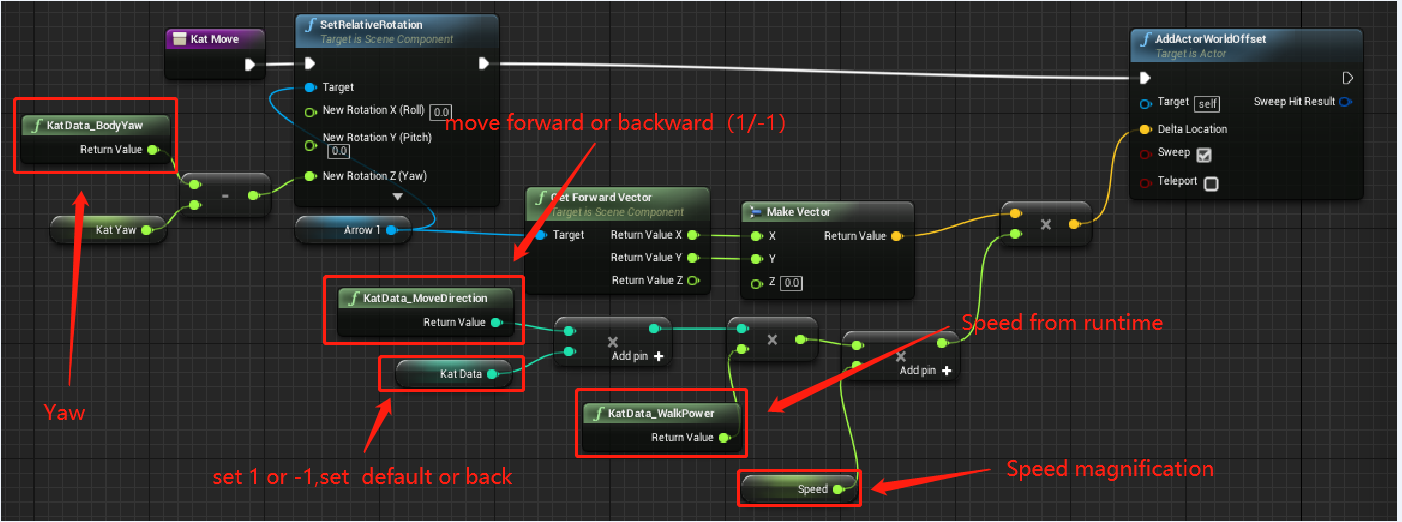 Kat Move
SetRelativeRotation
Target is Scene Component
Target
New Rotation X (Roll) 0.0
New Rotation Y (Pitch)
0.0
New Rotation Z (Yaw)
KatData_BodyYaw
Return Value
-
Kat Yaw
Arrow 1
AddActorWorldOffset
Target is Actor
Target self
Sweep Hit Result
Delta Location
Sweep
Teleport
move forward or backward（1/-1）
Get Forward Vector
Target is Scene Component
Target
Return Value X
Return Value Y
Return Value Z
Make Vector
X
Return Value
Y
Z 0.0
×
KatData_MoveDirection
Return Value
Kat Data
×
Add pin +
×
×
Add pin +
Speed from runtime
KatData_WalkPower
Return Value
Yaw
set 1 or -1,set default or back
Speed
Speed magnification